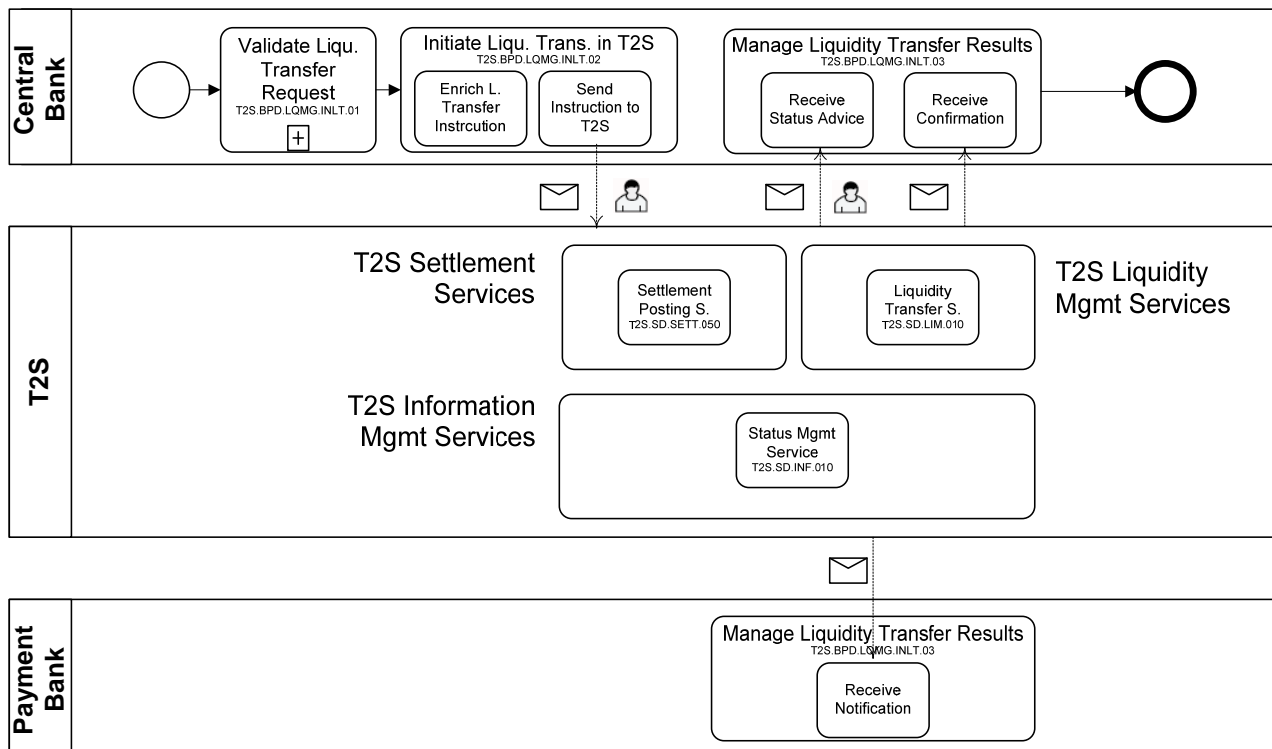 Central
Bank
Validate Liqu.
Transfer
Request
T2S.BPD.LQMG.INLT.01
Initiate Liqu. Trans. in T2S
T2S.BPD.LQMG.INLT.02
Enrich L.
Transfer
Instrcution
Send
Instruction to
T2S
Manage Liquidity Transfer Results
T2S.BPD.LQMG.INLT.03
Receive
Status Advice
Receive
Confirmation
T2S
T2S Settlement
Services
Settlement
Posting S.
T2S.SD.SETT.050
Liquidity
Transfer S.
T2S.SD.LIM.010
T2S Liquidity
Mgmt Services
T2S Information
Mgmt Services
Status Mgmt
Service
T2S.SD.INF.010
Payment
Bank
Manage Liquidity Transfer Results
T2S.BPD.LQMG.INLT.03
Receive
Notification